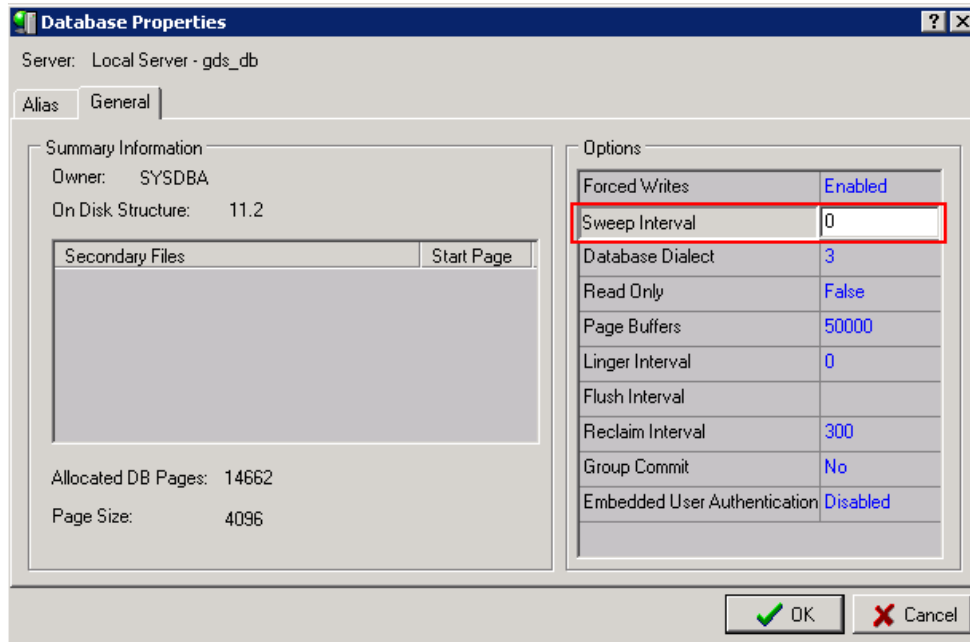 Database Properties
Server: Local Server - gds_db
Alias General
Summary Information
Owner: SYSDBA
On Disk Structure: 11.2
Secondary Files Start Page
Allocated DB Pages: 14662
Page Size: 4096
Options
Forced Writes Enabled
Sweep Interval 0
Database Dialect 3
Read Only False
Page Buffers 50000
Linger Interval 0
Flush Interval
Reclaim Interval 300
Group Commit No
Embedded User Authentication Disabled
OK Cancel